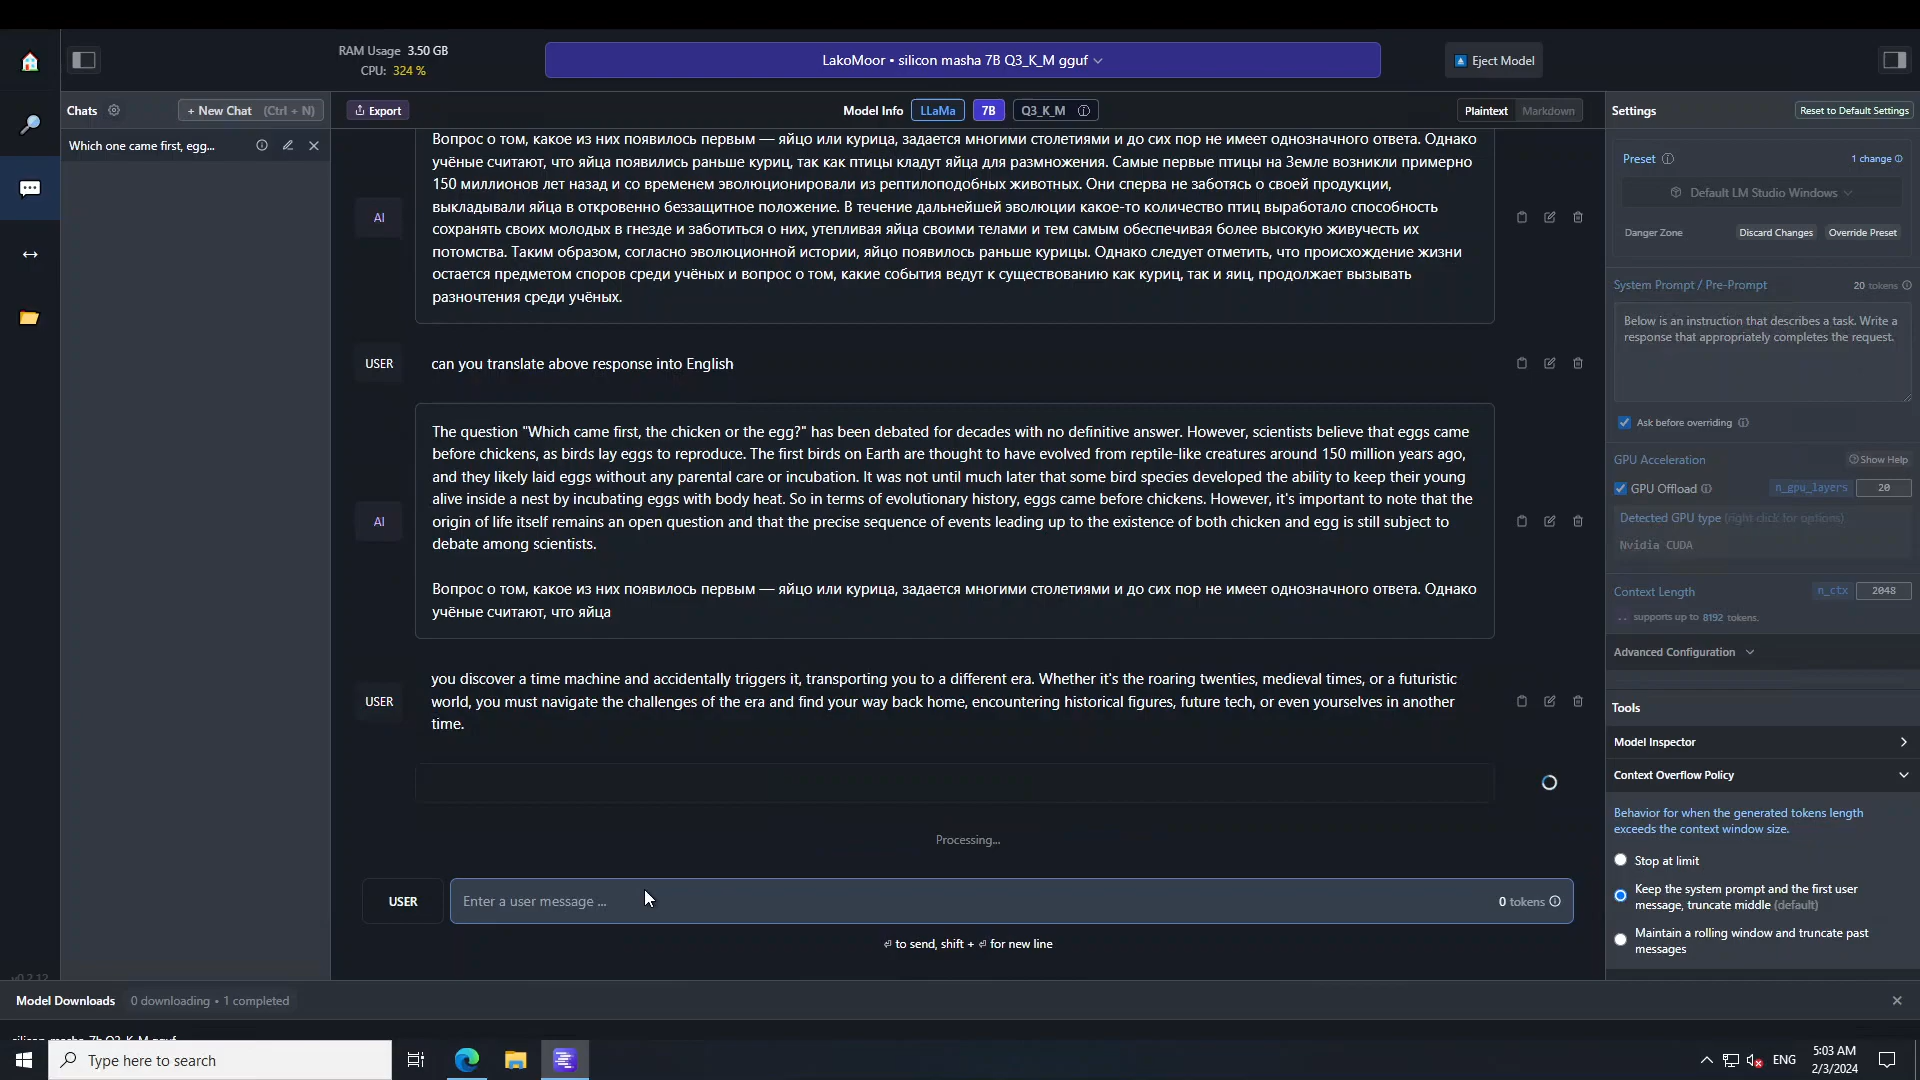 RAM Usage 3.50 GB
CPU: 324 %
LakoMoor • silicon masha 7B Q3_K_M gguf
Eject Model
Chats
+ New Chat (Ctrl + N)
Export
Model Info LLaMa 7B Q3_K_M
Plaintext Markdown
Settings
Reset to Default Settings
Which one came first, egg...
Вопрос о том, какое из них появилось первым — яйцо или курица, задается многими столетиями и до сих пор не имеет однозначного ответа. Однако
учёные считают, что яйца появились раньше куриц, так как птицы кладут яйца для размножения. Самые первые птицы на Земле возникли примерно
150 миллионов лет назад и со временем эволюционировали из рептилоподобных животных. Они сперва не заботясь о своей продукции,
выкладывали яйца в откровенно беззащитное положение. В течение дальнейшей эволюции какое-то количество птиц выработало способность
сохранять своих молодых в гнезде и заботиться о них, утепливая яйца своими телами и тем самым обеспечивая более высокую живучесть их
потомства. Таким образом, согласно эволюционной истории, яйцо появилось раньше курицы. Однако следует отметить, что происхождение жизни
остается предметом споров среди учёных и вопрос о том, какие события ведут к существованию как куриц, так и яиц, продолжает вызывать
разночтения среди учёных.
AI
USER
can you translate above response into English
The question "Which came first, the chicken or the egg?" has been debated for decades with no definitive answer. However, scientists believe that eggs came
before chickens, as birds lay eggs to reproduce. The first birds on Earth are thought to have evolved from reptile-like creatures around 150 million years ago,
and they likely laid eggs without any parental care or incubation. It was not until much later that some bird species developed the ability to keep their young
alive inside a nest by incubating eggs with body heat. So in terms of evolutionary history, eggs came before chickens. However, it's important to note that the
origin of life itself remains an open question and that the precise sequence of events leading up to the existence of both chicken and egg is still subject to
debate among scientists.
AI
Вопрос о том, какое из них появилось первым — яйцо или курица, задается многими столетиями и до сих пор не имеет однозначного ответа. Однако
учёные считают, что яйца
USER
you discover a time machine and accidentally triggers it, transporting you to a different era. Whether it's the roaring twenties, medieval times, or a futuristic
world, you must navigate the challenges of the era and find your way back home, encountering historical figures, future tech, or even yourselves in another
time.
Processing...
USER
Enter a user message ...
0 tokens
⏎ to send, shift + ⏎ for new line
Preset
1 change
Default LM Studio Windows
Danger Zone
Discard Changes
Override Preset
System Prompt / Pre-Prompt
20 tokens
Below is an instruction that describes a task. Write a
response that appropriately completes the request.
Ask before overriding
GPU Acceleration
Show Help
GPU Offload
n_gpu_layers
20
Detected GPU type (right click for options)
Nvidia CUDA
Context Length
n_ctx
2048
supports up to 8192 tokens.
Advanced Configuration
Tools
Model Inspector
Context Overflow Policy
Behavior for when the generated tokens length
exceeds the context window size.
Stop at limit
Keep the system prompt and the first user
message, truncate middle (default)
Maintain a rolling window and truncate past
messages
v0.2.12
Model Downloads 0 downloading • 1 completed
silicon-masha-7b.Q3_K_M.gguf
Type here to search
ENG
5:03 AM
2/3/2024